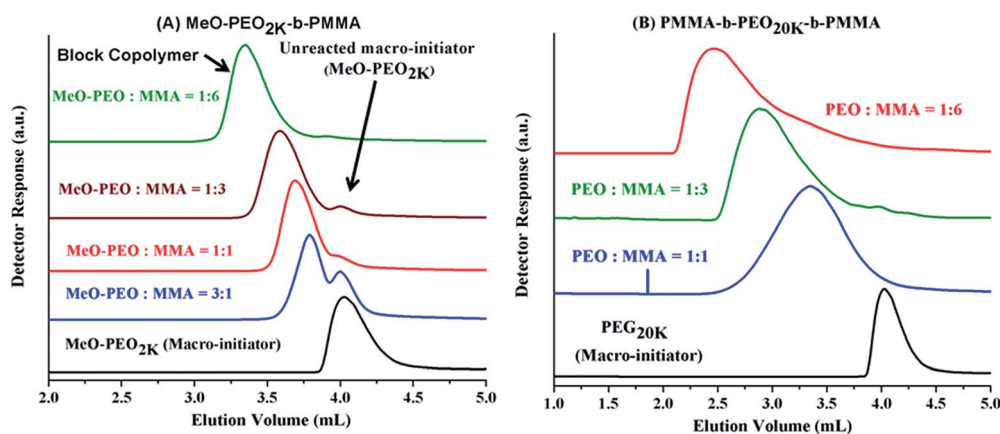 (A) MeO-PEO2K-b-PMMA
Block Copolymer
Unreacted macro-initiator
(MeO-PEO2K)
MeO-PEO : MMA = 1:6
MeO-PEO : MMA = 1:3
MeO-PEO : MMA = 1:1
MeO-PEO : MMA = 3:1
MeO-PEO2K (Macro-initiator)
Detector Response (a.u.)
2.0 2.5 3.0 3.5 4.0 4.5 5.0
Elution Volume (mL)
(B) PMMA-b-PEO20K-b-PMMA
PEO : MMA = 1:6
PEO : MMA = 1:3
PEO : MMA = 1:1
PEG20K
(Macro-initiator)
Detector Response (a.u.)
1.0 1.5 2.0 2.5 3.0 3.5 4.0 4.5 5.0
Elution Volume (mL)